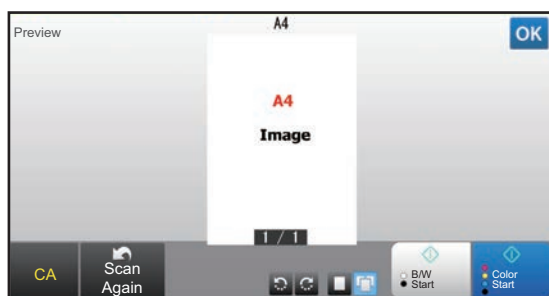 A4
Preview
OK
A4
Image
1 / 1
CA
Scan
Again
B/W
Start
Color
Start